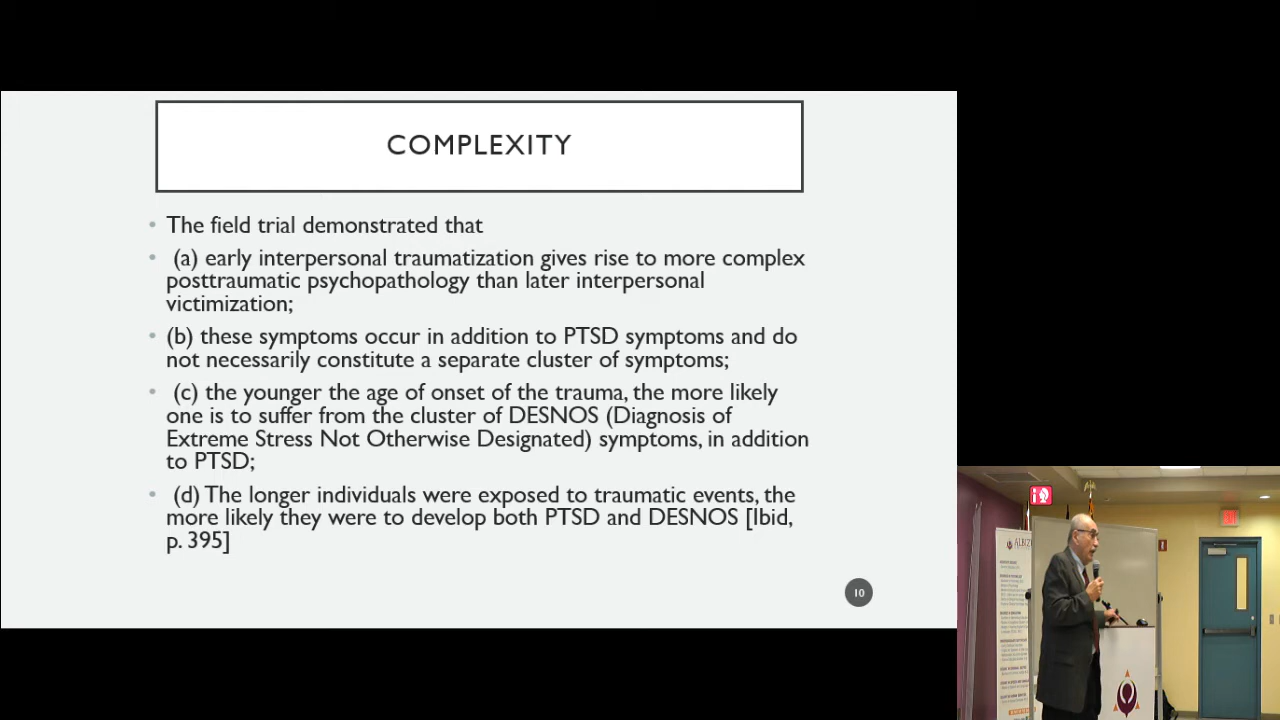 COMPLEXITY
• The field trial demonstrated that
• (a) early interpersonal traumatization gives rise to more complex
posttraumatic psychopathology than later interpersonal
victimization;
• (b) these symptoms occur in addition to PTSD symptoms and do
not necessarily constitute a separate cluster of symptoms;
• (c) the younger the age of onset of the trauma, the more likely
one is to suffer from the cluster of DESNOS (Diagnosis of
Extreme Stress Not Otherwise Designated) symptoms, in addition
to PTSD;
• (d) The longer individuals were exposed to traumatic events, the
more likely they were to develop both PTSD and DESNOS [Ibid,
p. 395]
10